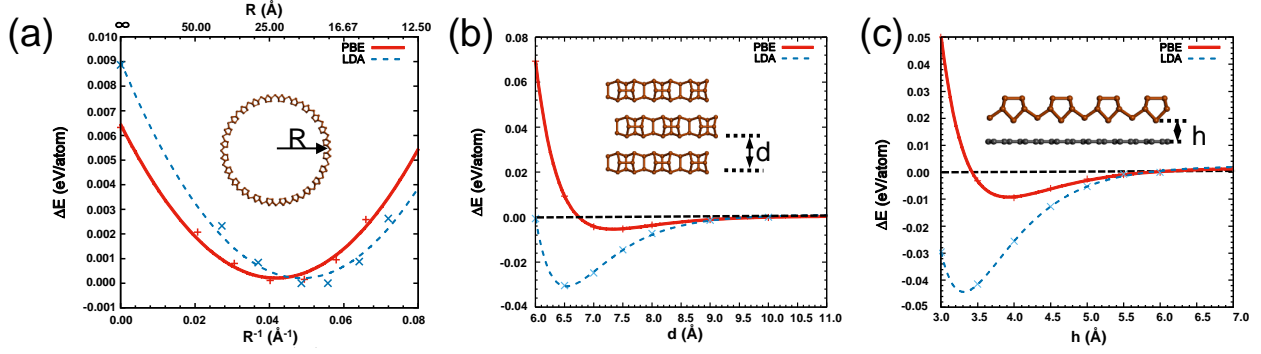 (a)
R (Å)
∞ 50.00 25.00 16.67 12.50
0.010
0.009
0.008
0.007
0.006
0.005
0.004
0.003
0.002
0.001
0.000
-0.001
ΔE (eV/atom)
PBE
LDA
R
0.00 0.02 0.04 0.06 0.08
R⁻¹ (Å⁻¹)
(b)
0.08
0.06
0.04
0.02
0.00
-0.02
-0.04
ΔE (eV/atom)
PBE
LDA
d
6.0 6.5 7.0 7.5 8.0 8.5 9.0 9.5 10.0 10.5 11.0
d (Å)
(c)
0.05
0.04
0.03
0.02
0.01
0.00
-0.01
-0.02
-0.03
-0.04
-0.05
ΔE (eV/atom)
PBE
LDA
h
3.0 3.5 4.0 4.5 5.0 5.5 6.0 6.5 7.0
h (Å)